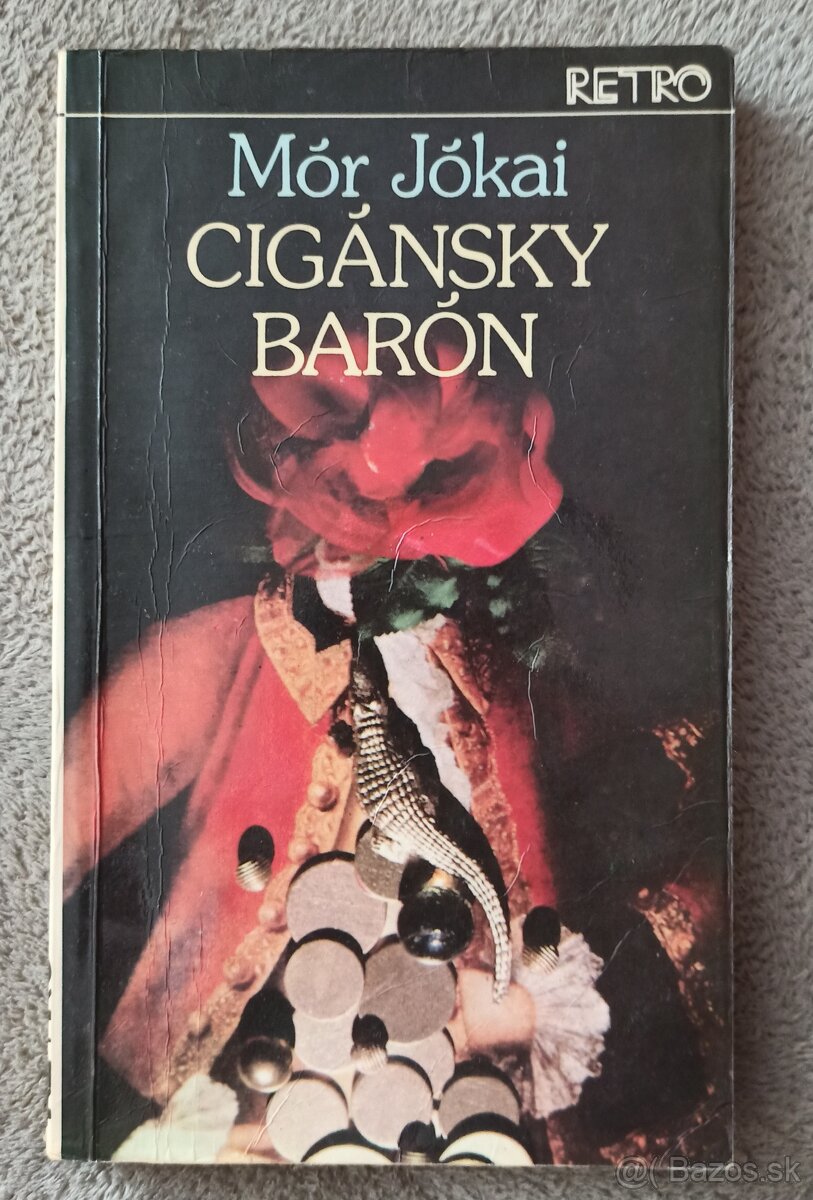 RETRO
Mór Jókai
CIGÁNSKY
BARÓN
@( Bazos.sk